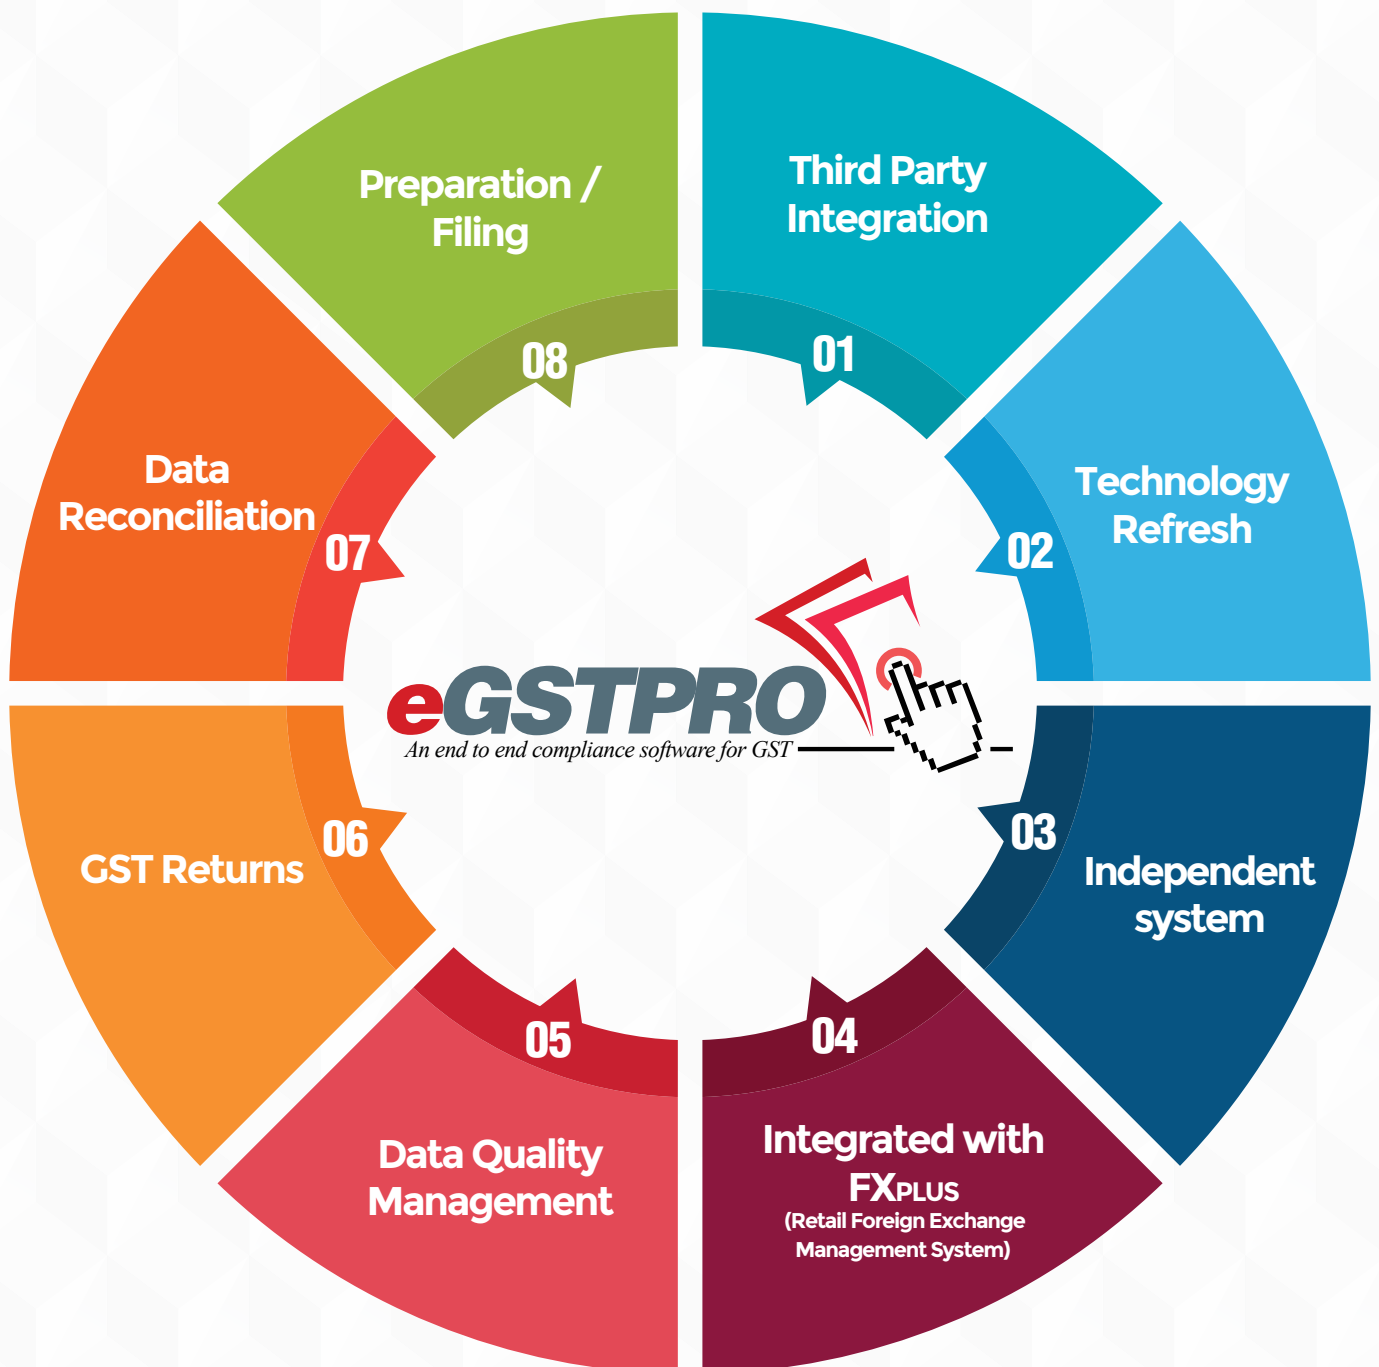 Third Party
Integration
01
Technology
Refresh
02
Independent
system
03
Integrated with
FXPLUS
(Retail Foreign Exchange
Management System)
04
Data Quality
Management
05
GST Returns
06
Data
Reconciliation
07
Preparation /
Filing
08
eGSTPRO
An end to end compliance software for GST